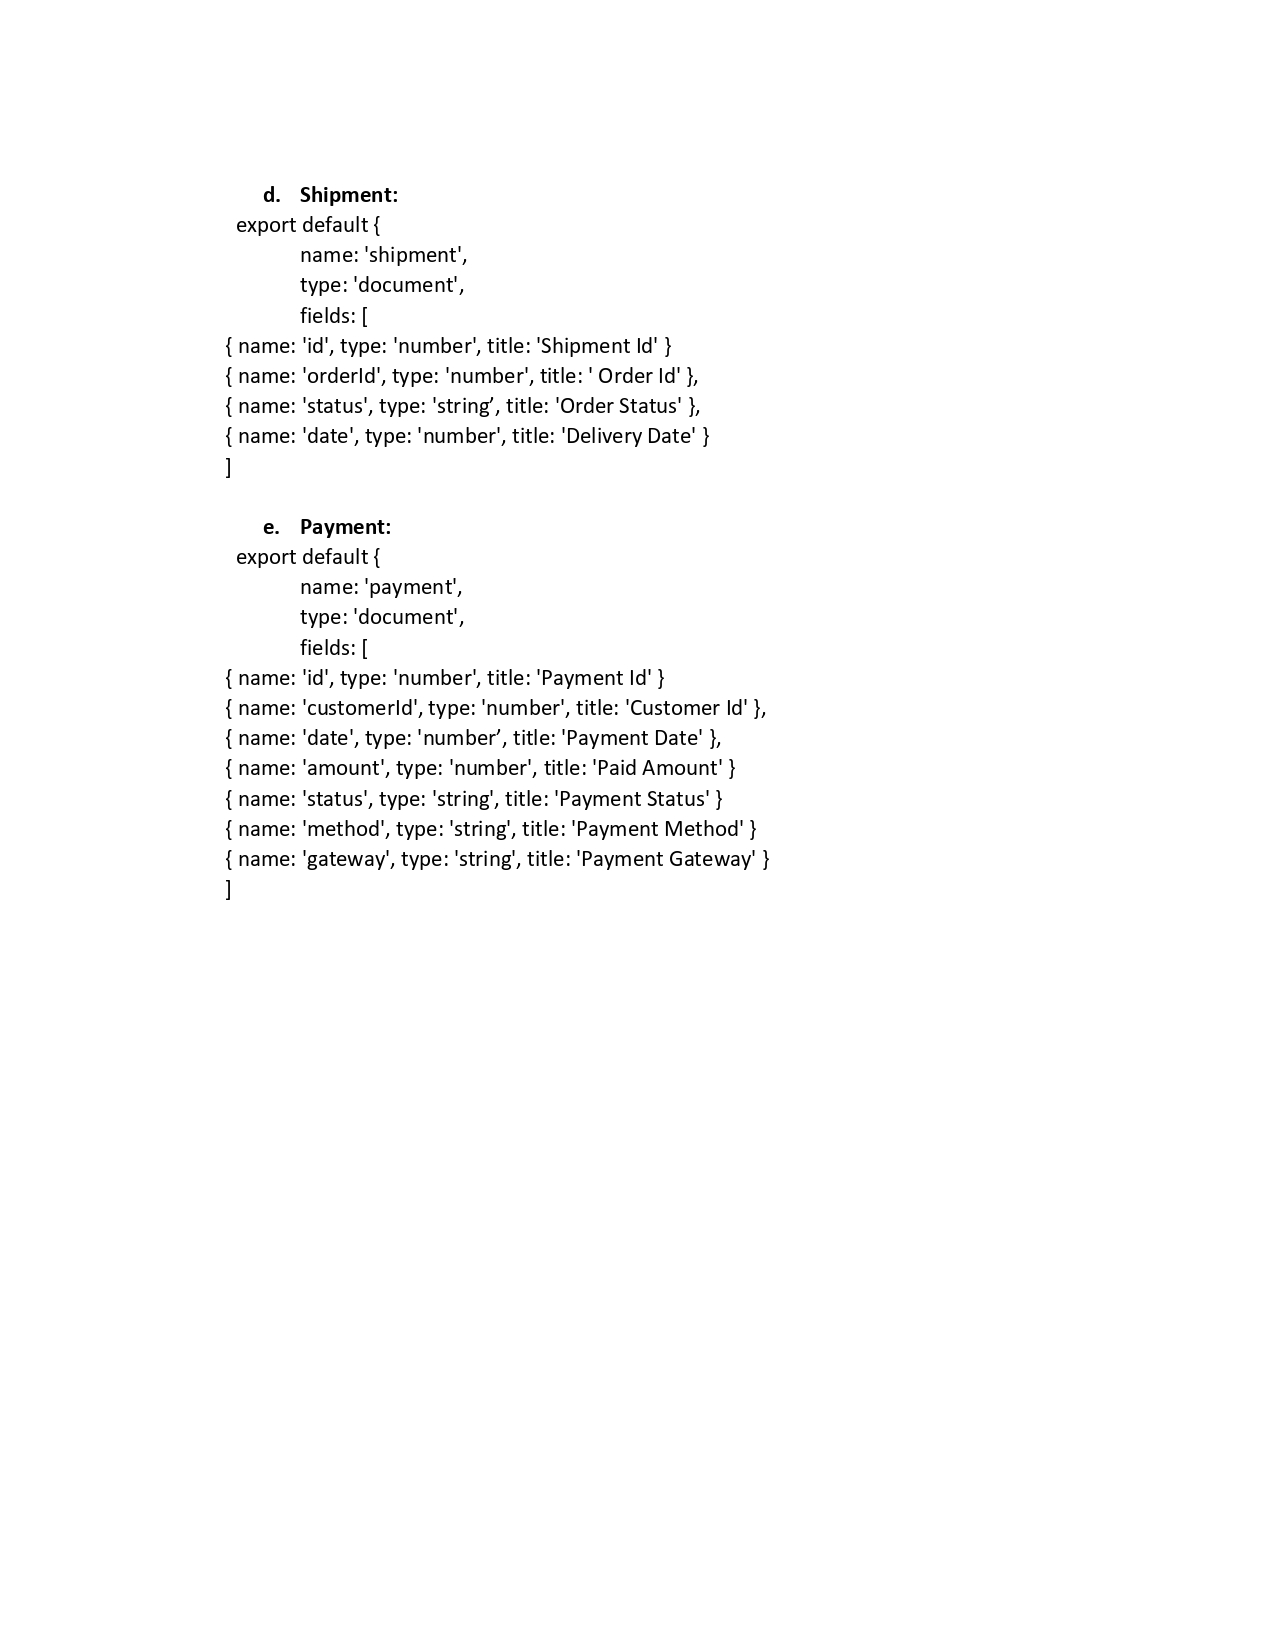 d. Shipment:
export default {
name: 'shipment',
type: 'document',
fields: [
{ name: 'id', type: 'number', title: 'Shipment Id' }
{ name: 'orderId', type: 'number', title: ' Order Id' },
{ name: 'status', type: 'string’, title: 'Order Status' },
{ name: 'date', type: 'number', title: 'Delivery Date' }
]
e. Payment:
export default {
name: 'payment',
type: 'document',
fields: [
{ name: 'id', type: 'number', title: 'Payment Id' }
{ name: 'customerId', type: 'number', title: 'Customer Id' },
{ name: 'date', type: 'number’, title: 'Payment Date' },
{ name: 'amount', type: 'number', title: 'Paid Amount' }
{ name: 'status', type: 'string', title: 'Payment Status' }
{ name: 'method', type: 'string', title: 'Payment Method' }
{ name: 'gateway', type: 'string', title: 'Payment Gateway' }
]